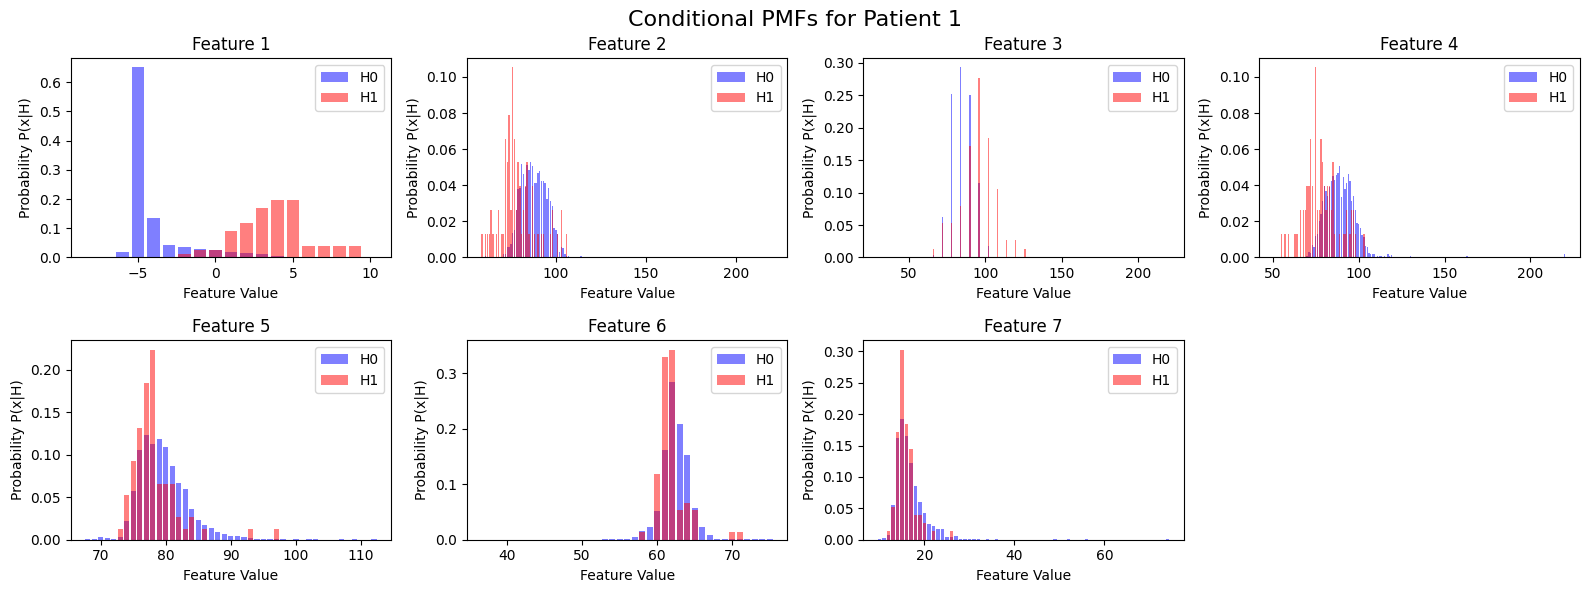 Conditional PMFs for Patient 1
Feature 1
Probability P(x|H)
0.0
0.1
0.2
0.3
0.4
0.5
0.6
−5
0
5
10
Feature Value
H0
H1
Feature 2
Probability P(x|H)
0.00
0.02
0.04
0.06
0.08
0.10
100
150
200
Feature Value
H0
H1
Feature 3
Probability P(x|H)
0.00
0.05
0.10
0.15
0.20
0.25
0.30
50
100
150
200
Feature Value
H0
H1
Feature 4
Probability P(x|H)
0.00
0.02
0.04
0.06
0.08
0.10
50
100
150
200
Feature Value
H0
H1
Feature 5
Probability P(x|H)
0.00
0.05
0.10
0.15
0.20
70
80
90
100
110
Feature Value
H0
H1
Feature 6
Probability P(x|H)
0.0
0.1
0.2
0.3
40
50
60
70
Feature Value
H0
H1
Feature 7
Probability P(x|H)
0.00
0.05
0.10
0.15
0.20
0.25
0.30
20
40
60
Feature Value
H0
H1